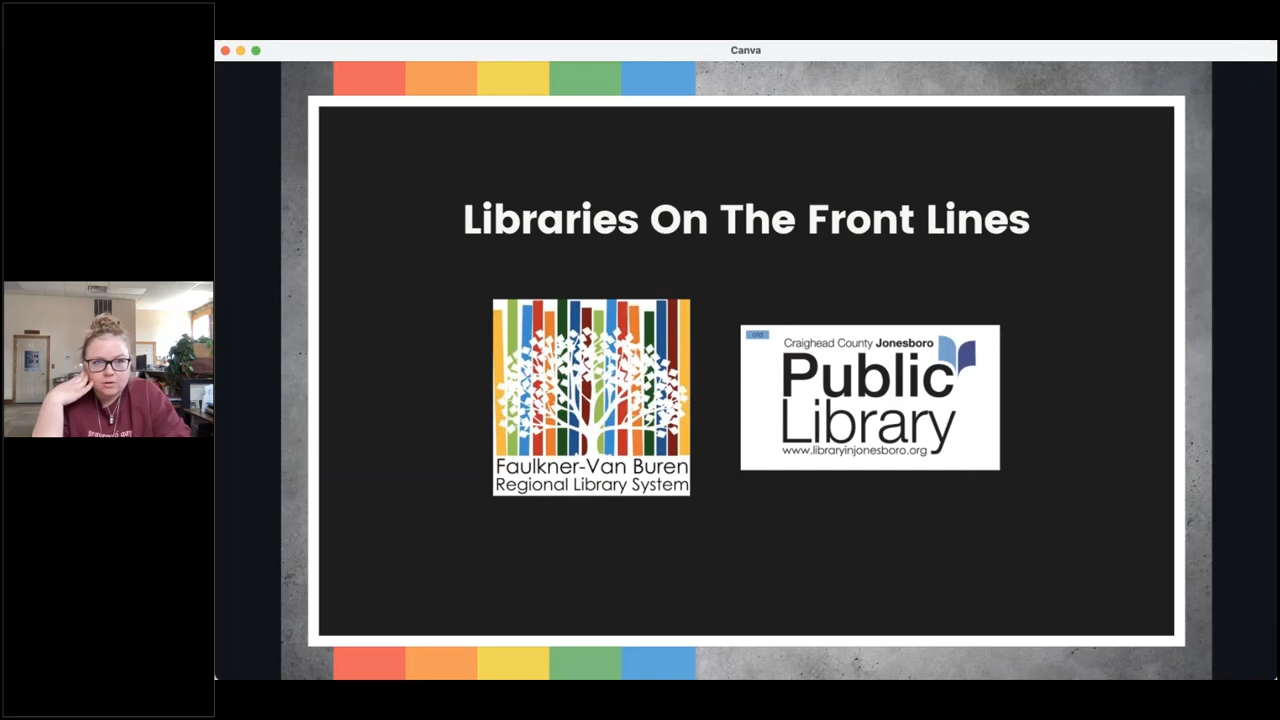 Canva
Libraries On The Front Lines
Faulkner-Van Buren
Regional Library System
old
Craighead County Jonesboro
Public
Library
www.libraryinjonesboro.org